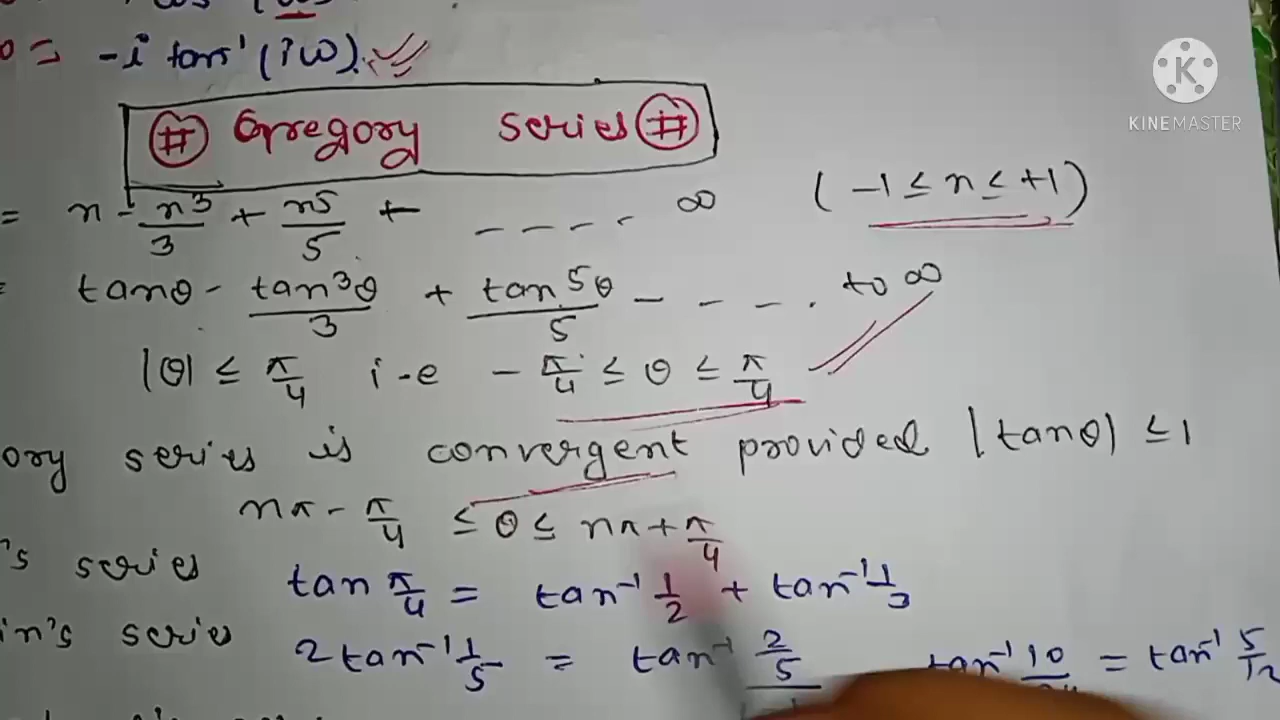 = -i tan⁻¹(iω).
K
KINEMASTER
# Gregory series #
= x - x³/3 + x⁵/5 + - - - - . ∞ (-1 ≤ x ≤ +1)
= tanθ - tan³θ/3 + tan⁵θ/5 - - - - . to ∞
|θ| ≤ π/4 i-e - π/4 ≤ θ ≤ π/4
ory series is convergent provided |tanθ| ≤ 1
nπ - π/4 ≤ θ ≤ nπ + π/4
's series tan π/4 = tan⁻¹ 1/2 + tan⁻¹ 1/3
in's series 2 tan⁻¹ 1/5 = tan⁻¹ 2/5 tan⁻¹ 10 = tan⁻¹ 5/12